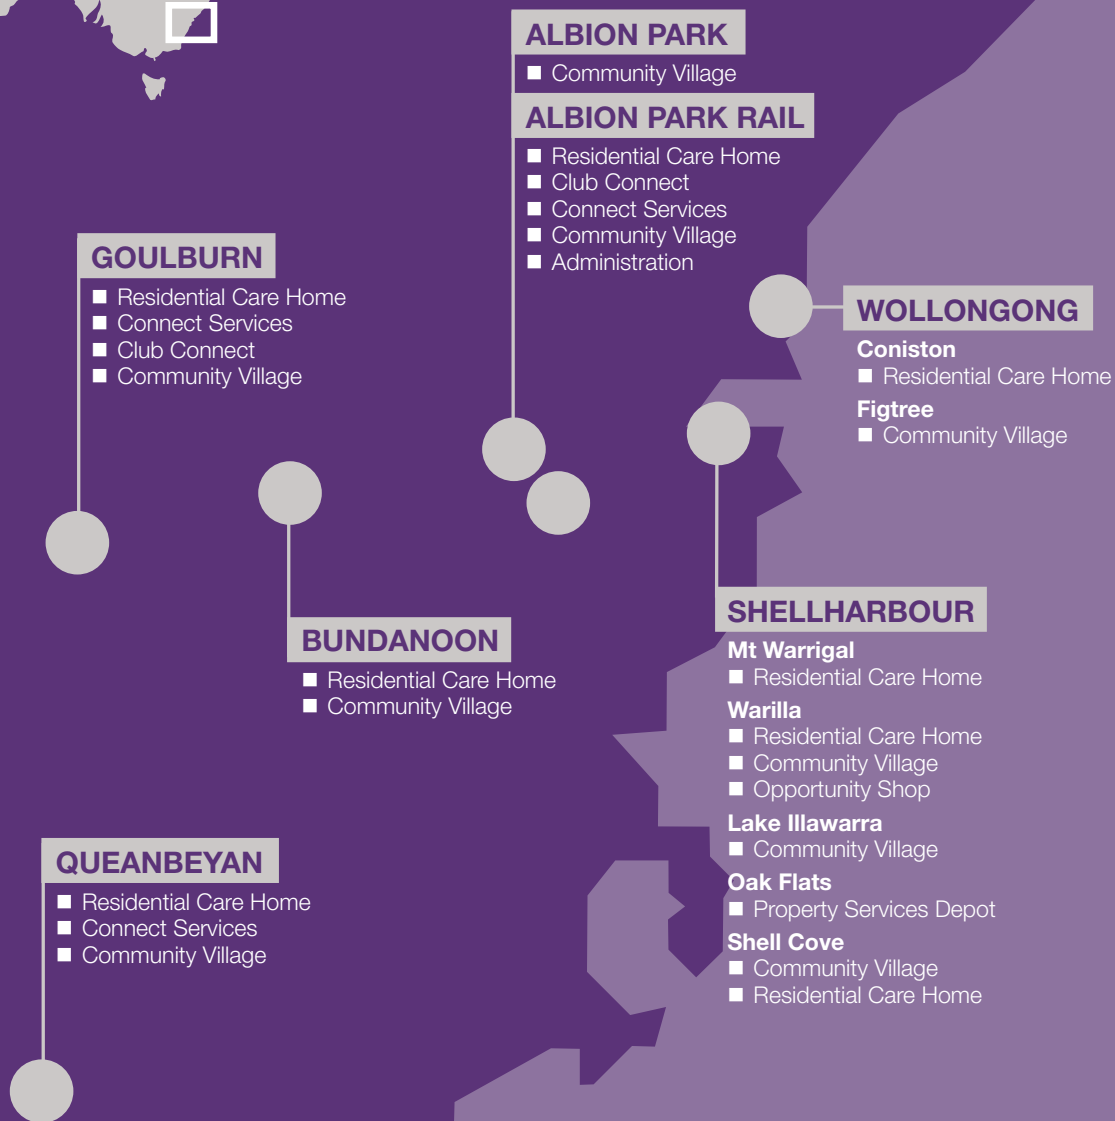 ALBION PARK
Community Village
ALBION PARK RAIL
Residential Care Home
Club Connect
Connect Services
Community Village
Administration
GOULBURN
Residential Care Home
Connect Services
Club Connect
Community Village
WOLLONGONG
Coniston
Residential Care Home
Figtree
Community Village
BUNDANOON
Residential Care Home
Community Village
SHELLHARBOUR
Mt Warrigal
Residential Care Home
Warilla
Residential Care Home
Community Village
Opportunity Shop
Lake Illawarra
Community Village
Oak Flats
Property Services Depot
Shell Cove
Community Village
Residential Care Home
QUEANBEYAN
Residential Care Home
Connect Services
Community Village